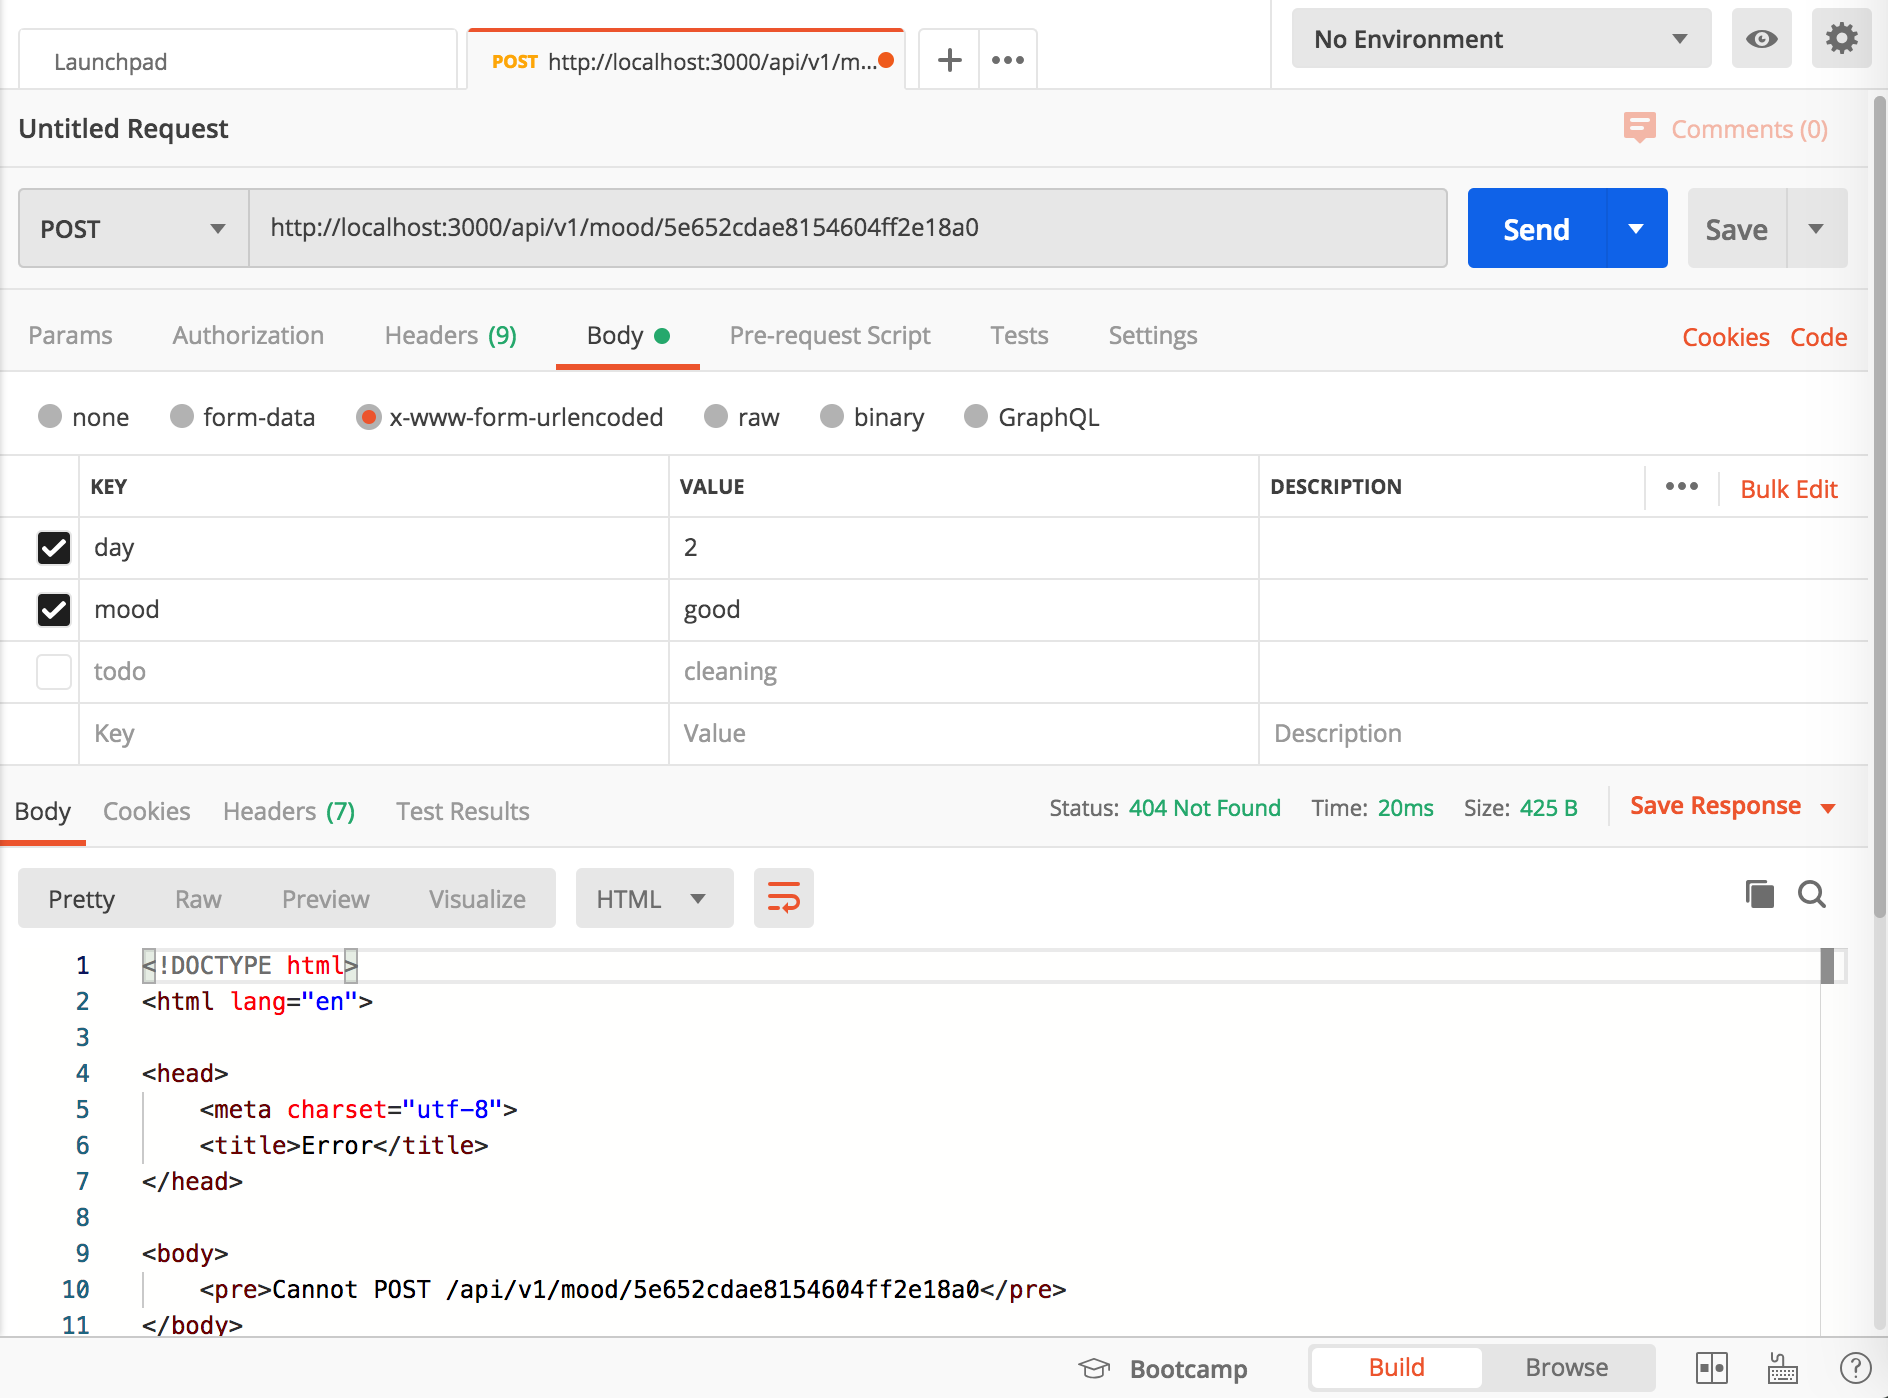 Launchpad
POST http://localhost:3000/api/v1/m...
No Environment
Untitled Request
Comments (0)
POST
http://localhost:3000/api/v1/mood/5e652cdae8154604ff2e18a0
Send
Save
Params Authorization Headers (9) Body Pre-request Script Tests Settings Cookies Code
none form-data x-www-form-urlencoded raw binary GraphQL
KEY VALUE DESCRIPTION Bulk Edit
day 2
mood good
todo cleaning
Key Value Description
Body Cookies Headers (7) Test Results Status: 404 Not Found Time: 20ms Size: 425 B Save Response
Pretty Raw Preview Visualize HTML
1 <!DOCTYPE html>
2 <html lang="en">
3
4 <head>
5 <meta charset="utf-8">
6 <title>Error</title>
7 </head>
8
9 <body>
10 <pre>Cannot POST /api/v1/mood/5e652cdae8154604ff2e18a0</pre>
11 </body>
Bootcamp Build Browse